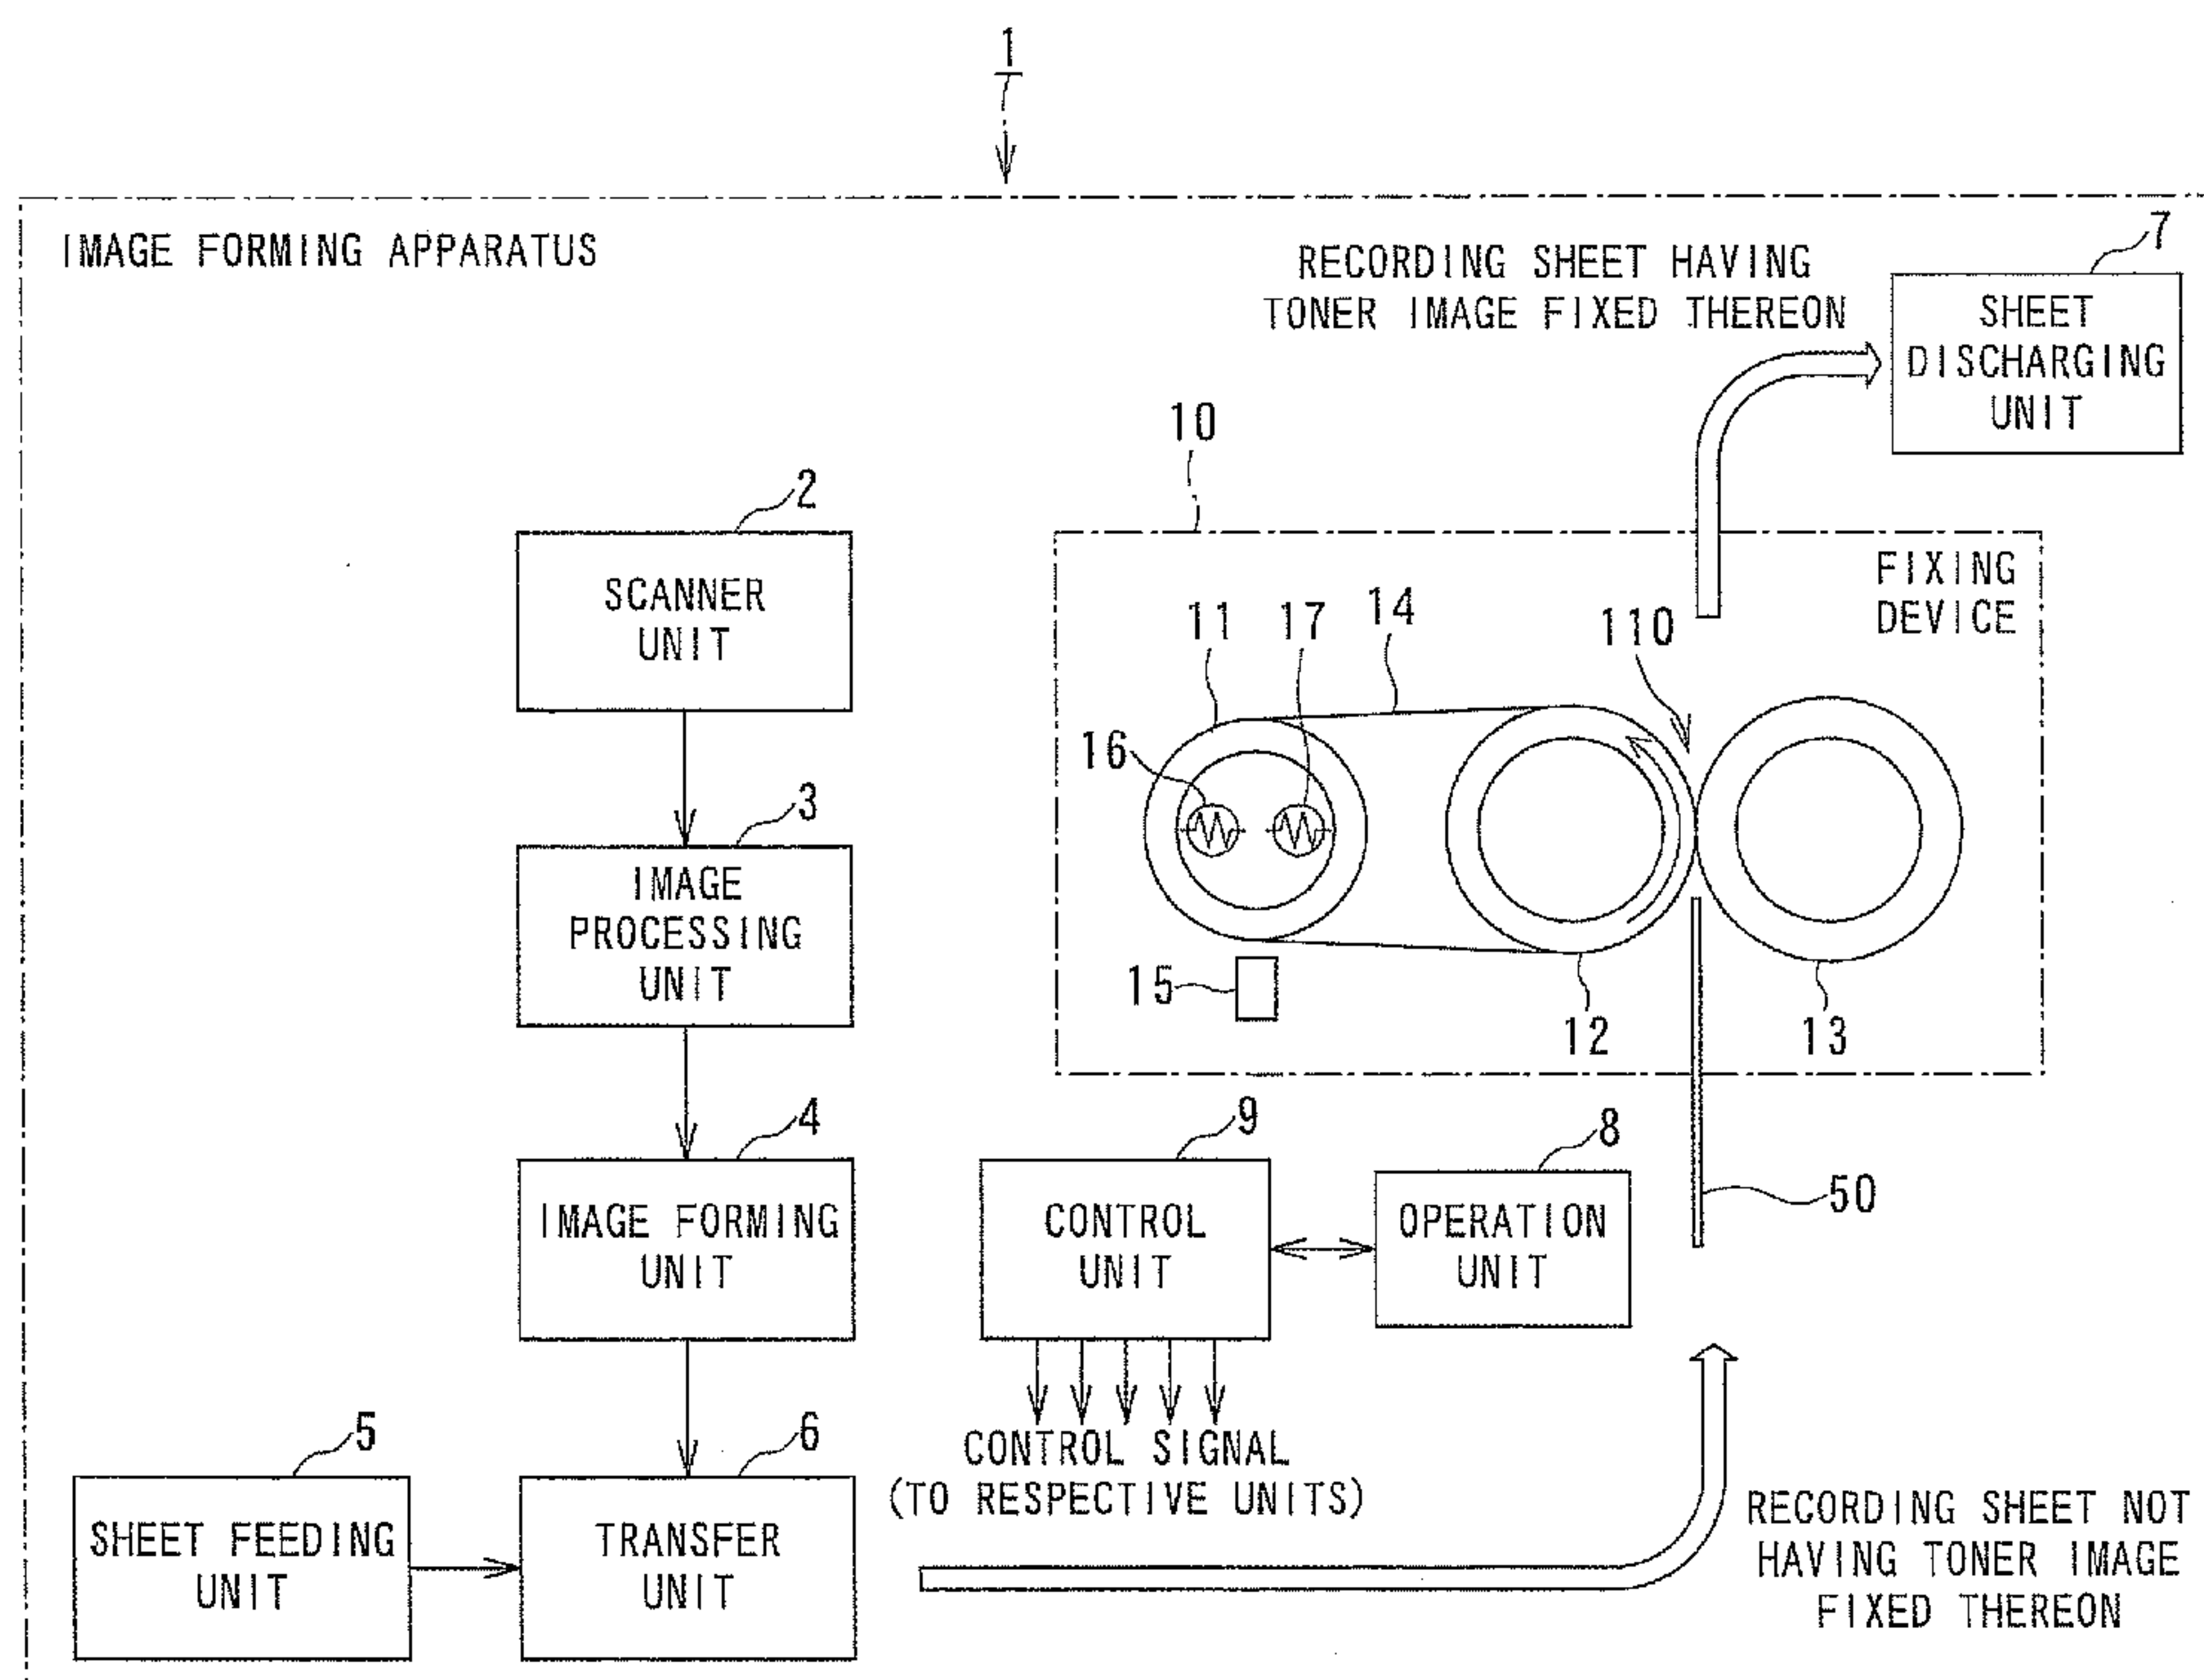 1
IMAGE FORMING APPARATUS
RECORDING SHEET HAVING
TONER IMAGE FIXED THEREON
7
SHEET
DISCHARGING
UNIT
10
2
SCANNER
UNIT
FIXING
DEVICE
11
17
14
110
16
3
IMAGE
PROCESSING
UNIT
15
12
13
4
IMAGE FORMING
UNIT
9
CONTROL
UNIT
8
OPERATION
UNIT
50
CONTROL SIGNAL
(TO RESPECTIVE UNITS)
5
SHEET FEEDING
UNIT
6
TRANSFER
UNIT
RECORDING SHEET NOT
HAVING TONER IMAGE
FIXED THEREON